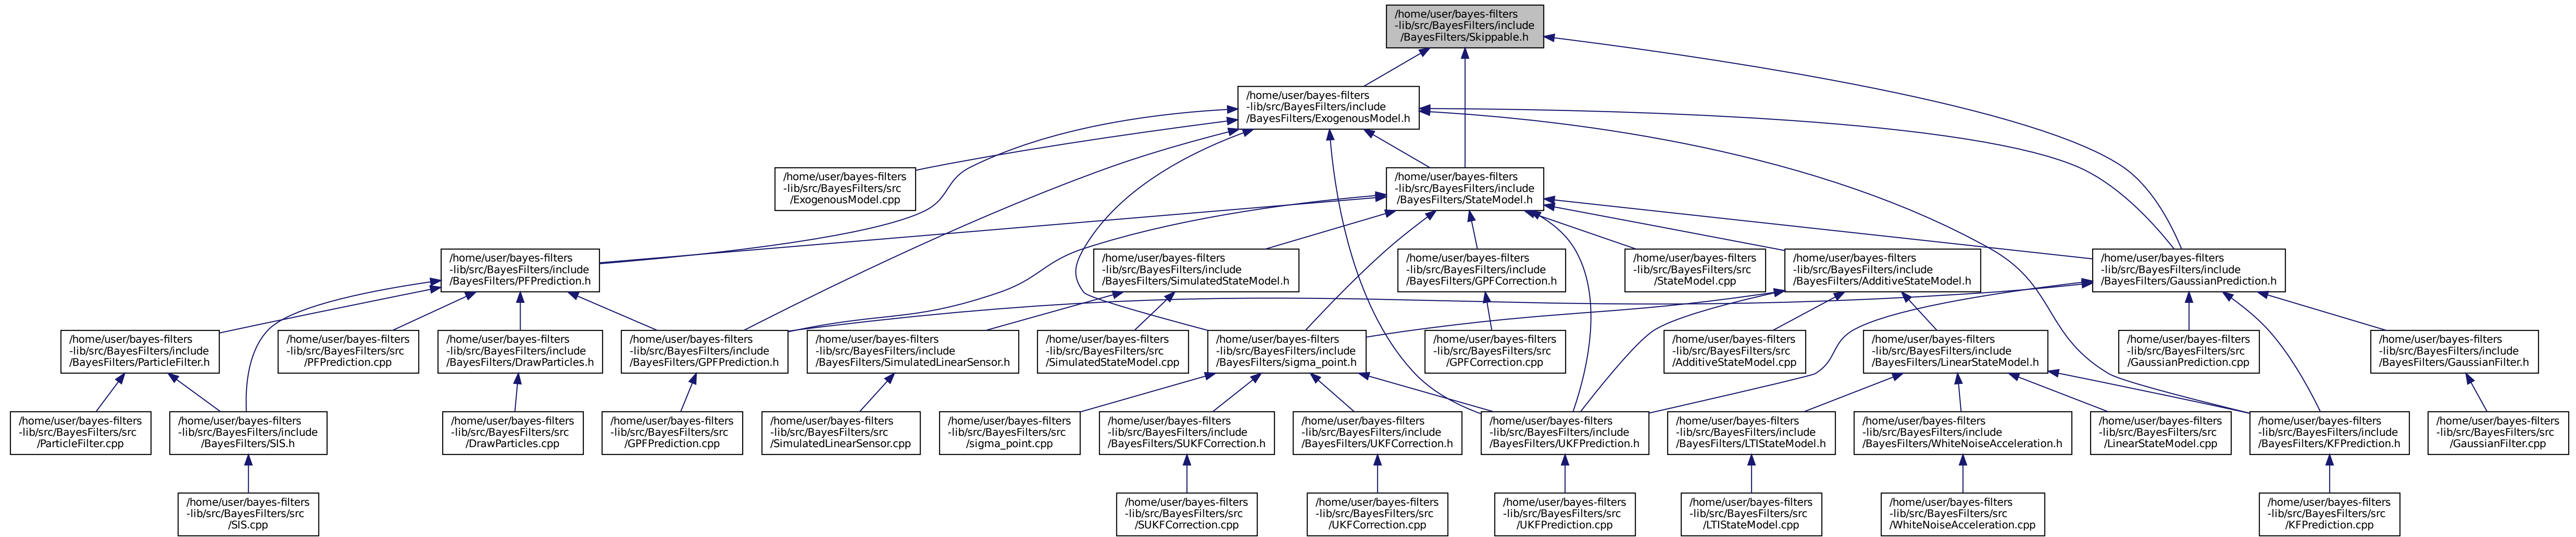 /home/user/bayes-filters
-lib/src/BayesFilters/include
/BayesFilters/Skippable.h
/home/user/bayes-filters
-lib/src/BayesFilters/include
/BayesFilters/ExogenousModel.h
/home/user/bayes-filters
-lib/src/BayesFilters/src
/ExogenousModel.cpp
/home/user/bayes-filters
-lib/src/BayesFilters/include
/BayesFilters/StateModel.h
/home/user/bayes-filters
-lib/src/BayesFilters/include
/BayesFilters/PFPrediction.h
/home/user/bayes-filters
-lib/src/BayesFilters/include
/BayesFilters/SimulatedStateModel.h
/home/user/bayes-filters
-lib/src/BayesFilters/include
/BayesFilters/GPFCorrection.h
/home/user/bayes-filters
-lib/src/BayesFilters/src
/StateModel.cpp
/home/user/bayes-filters
-lib/src/BayesFilters/include
/BayesFilters/AdditiveStateModel.h
/home/user/bayes-filters
-lib/src/BayesFilters/include
/BayesFilters/GaussianPrediction.h
/home/user/bayes-filters
-lib/src/BayesFilters/include
/BayesFilters/ParticleFilter.h
/home/user/bayes-filters
-lib/src/BayesFilters/src
/PFPrediction.cpp
/home/user/bayes-filters
-lib/src/BayesFilters/include
/BayesFilters/DrawParticles.h
/home/user/bayes-filters
-lib/src/BayesFilters/include
/BayesFilters/GPFPrediction.h
/home/user/bayes-filters
-lib/src/BayesFilters/include
/BayesFilters/SimulatedLinearSensor.h
/home/user/bayes-filters
-lib/src/BayesFilters/src
/SimulatedStateModel.cpp
/home/user/bayes-filters
-lib/src/BayesFilters/include
/BayesFilters/sigma_point.h
/home/user/bayes-filters
-lib/src/BayesFilters/src
/GPFCorrection.cpp
/home/user/bayes-filters
-lib/src/BayesFilters/src
/AdditiveStateModel.cpp
/home/user/bayes-filters
-lib/src/BayesFilters/include
/BayesFilters/LinearStateModel.h
/home/user/bayes-filters
-lib/src/BayesFilters/src
/GaussianPrediction.cpp
/home/user/bayes-filters
-lib/src/BayesFilters/include
/BayesFilters/GaussianFilter.h
/home/user/bayes-filters
-lib/src/BayesFilters/src
/ParticleFilter.cpp
/home/user/bayes-filters
-lib/src/BayesFilters/include
/BayesFilters/SIS.h
/home/user/bayes-filters
-lib/src/BayesFilters/src
/DrawParticles.cpp
/home/user/bayes-filters
-lib/src/BayesFilters/src
/GPFPrediction.cpp
/home/user/bayes-filters
-lib/src/BayesFilters/src
/SimulatedLinearSensor.cpp
/home/user/bayes-filters
-lib/src/BayesFilters/src
/sigma_point.cpp
/home/user/bayes-filters
-lib/src/BayesFilters/include
/BayesFilters/SUKFCorrection.h
/home/user/bayes-filters
-lib/src/BayesFilters/include
/BayesFilters/UKFCorrection.h
/home/user/bayes-filters
-lib/src/BayesFilters/include
/BayesFilters/UKFPrediction.h
/home/user/bayes-filters
-lib/src/BayesFilters/include
/BayesFilters/LTIStateModel.h
/home/user/bayes-filters
-lib/src/BayesFilters/include
/BayesFilters/WhiteNoiseAcceleration.h
/home/user/bayes-filters
-lib/src/BayesFilters/src
/LinearStateModel.cpp
/home/user/bayes-filters
-lib/src/BayesFilters/include
/BayesFilters/KFPrediction.h
/home/user/bayes-filters
-lib/src/BayesFilters/src
/GaussianFilter.cpp
/home/user/bayes-filters
-lib/src/BayesFilters/src
/SIS.cpp
/home/user/bayes-filters
-lib/src/BayesFilters/src
/SUKFCorrection.cpp
/home/user/bayes-filters
-lib/src/BayesFilters/src
/UKFCorrection.cpp
/home/user/bayes-filters
-lib/src/BayesFilters/src
/UKFPrediction.cpp
/home/user/bayes-filters
-lib/src/BayesFilters/src
/LTIStateModel.cpp
/home/user/bayes-filters
-lib/src/BayesFilters/src
/WhiteNoiseAcceleration.cpp
/home/user/bayes-filters
-lib/src/BayesFilters/src
/KFPrediction.cpp